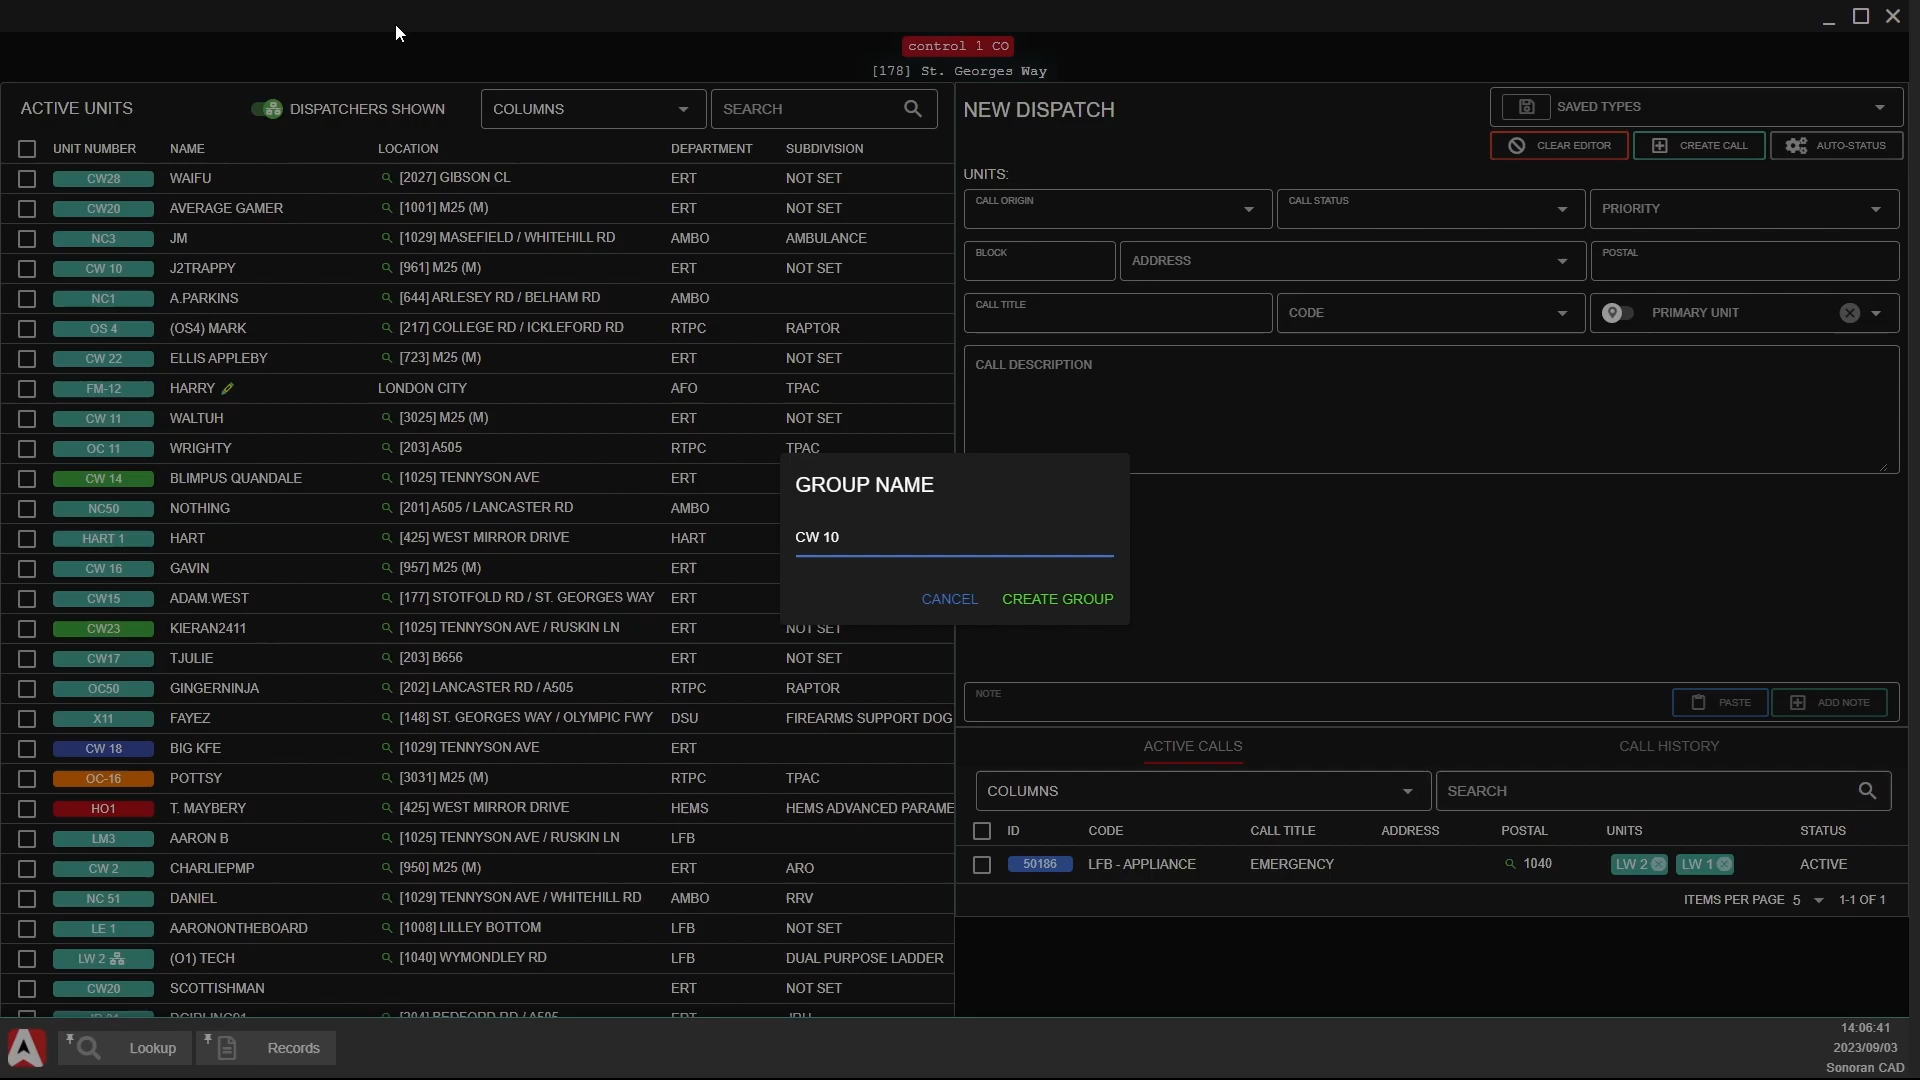 control 1 CO
[178] St. Georges Way
ACTIVE UNITS
DISPATCHERS SHOWN
COLUMNS
SEARCH
UNIT NUMBER NAME LOCATION DEPARTMENT SUBDIVISION
CW28 WAIFU [2027] GIBSON CL ERT NOT SET
CW20 AVERAGE GAMER [1001] M25 (M) ERT NOT SET
NC3 JM [1029] MASEFIELD / WHITEHILL RD AMBO AMBULANCE
CW 10 J2TRAPPY [961] M25 (M) ERT NOT SET
NC1 A.PARKINS [644] ARLESEY RD / BELHAM RD AMBO
OS 4 (OS4) MARK [217] COLLEGE RD / ICKLEFORD RD RTPC RAPTOR
CW 22 ELLIS APPLEBY [723] M25 (M) ERT NOT SET
FM-12 HARRY LONDON CITY AFO TPAC
CW 11 WALTUH [3025] M25 (M) ERT NOT SET
OC 11 WRIGHTY [203] A505 RTPC TPAC
CW 14 BLIMPUS QUANDALE [1025] TENNYSON AVE ERT
NC50 NOTHING [201] A505 / LANCASTER RD AMBO
HART 1 HART [425] WEST MIRROR DRIVE HART
CW 16 GAVIN [957] M25 (M) ERT
CW15 ADAM.WEST [177] STOTFOLD RD / ST. GEORGES WAY ERT
CW23 KIERAN2411 [1025] TENNYSON AVE / RUSKIN LN ERT NOT SET
CW17 TJULIE [203] B656 ERT NOT SET
OC50 GINGERNINJA [202] LANCASTER RD / A505 RTPC RAPTOR
X11 FAYEZ [148] ST. GEORGES WAY / OLYMPIC FWY DSU FIREARMS SUPPORT DOG
CW 18 BIG KFE [1029] TENNYSON AVE ERT
OC-16 POTTSY [3031] M25 (M) RTPC TPAC
HO1 T. MAYBERY [425] WEST MIRROR DRIVE HEMS HEMS ADVANCED PARAME
LM3 AARON B [1025] TENNYSON AVE / RUSKIN LN LFB
CW 2 CHARLIEPMP [950] M25 (M) ERT ARO
NC 51 DANIEL [1029] TENNYSON AVE / WHITEHILL RD AMBO RRV
LE 1 AARONONTHEBOARD [1008] LILLEY BOTTOM LFB NOT SET
LW 2 (O1) TECH [1040] WYMONDLEY RD LFB DUAL PURPOSE LADDER
CW20 SCOTTISHMAN ERT NOT SET
NEW DISPATCH
SAVED TYPES
CLEAR EDITOR
CREATE CALL
AUTO-STATUS
UNITS:
CALL ORIGIN
CALL STATUS
PRIORITY
BLOCK
ADDRESS
POSTAL
CALL TITLE
CODE
PRIMARY UNIT
CALL DESCRIPTION
GROUP NAME
CW 10
CANCEL CREATE GROUP
NOTE
PASTE
ADD NOTE
ACTIVE CALLS
CALL HISTORY
COLUMNS
SEARCH
ID CODE CALL TITLE ADDRESS POSTAL UNITS STATUS
50186 LFB - APPLIANCE EMERGENCY 1040 LW 2 LW 1 ACTIVE
ITEMS PER PAGE 5 1-1 OF 1
Lookup
Records
14:06:41
2023/09/03
Sonoran CAD